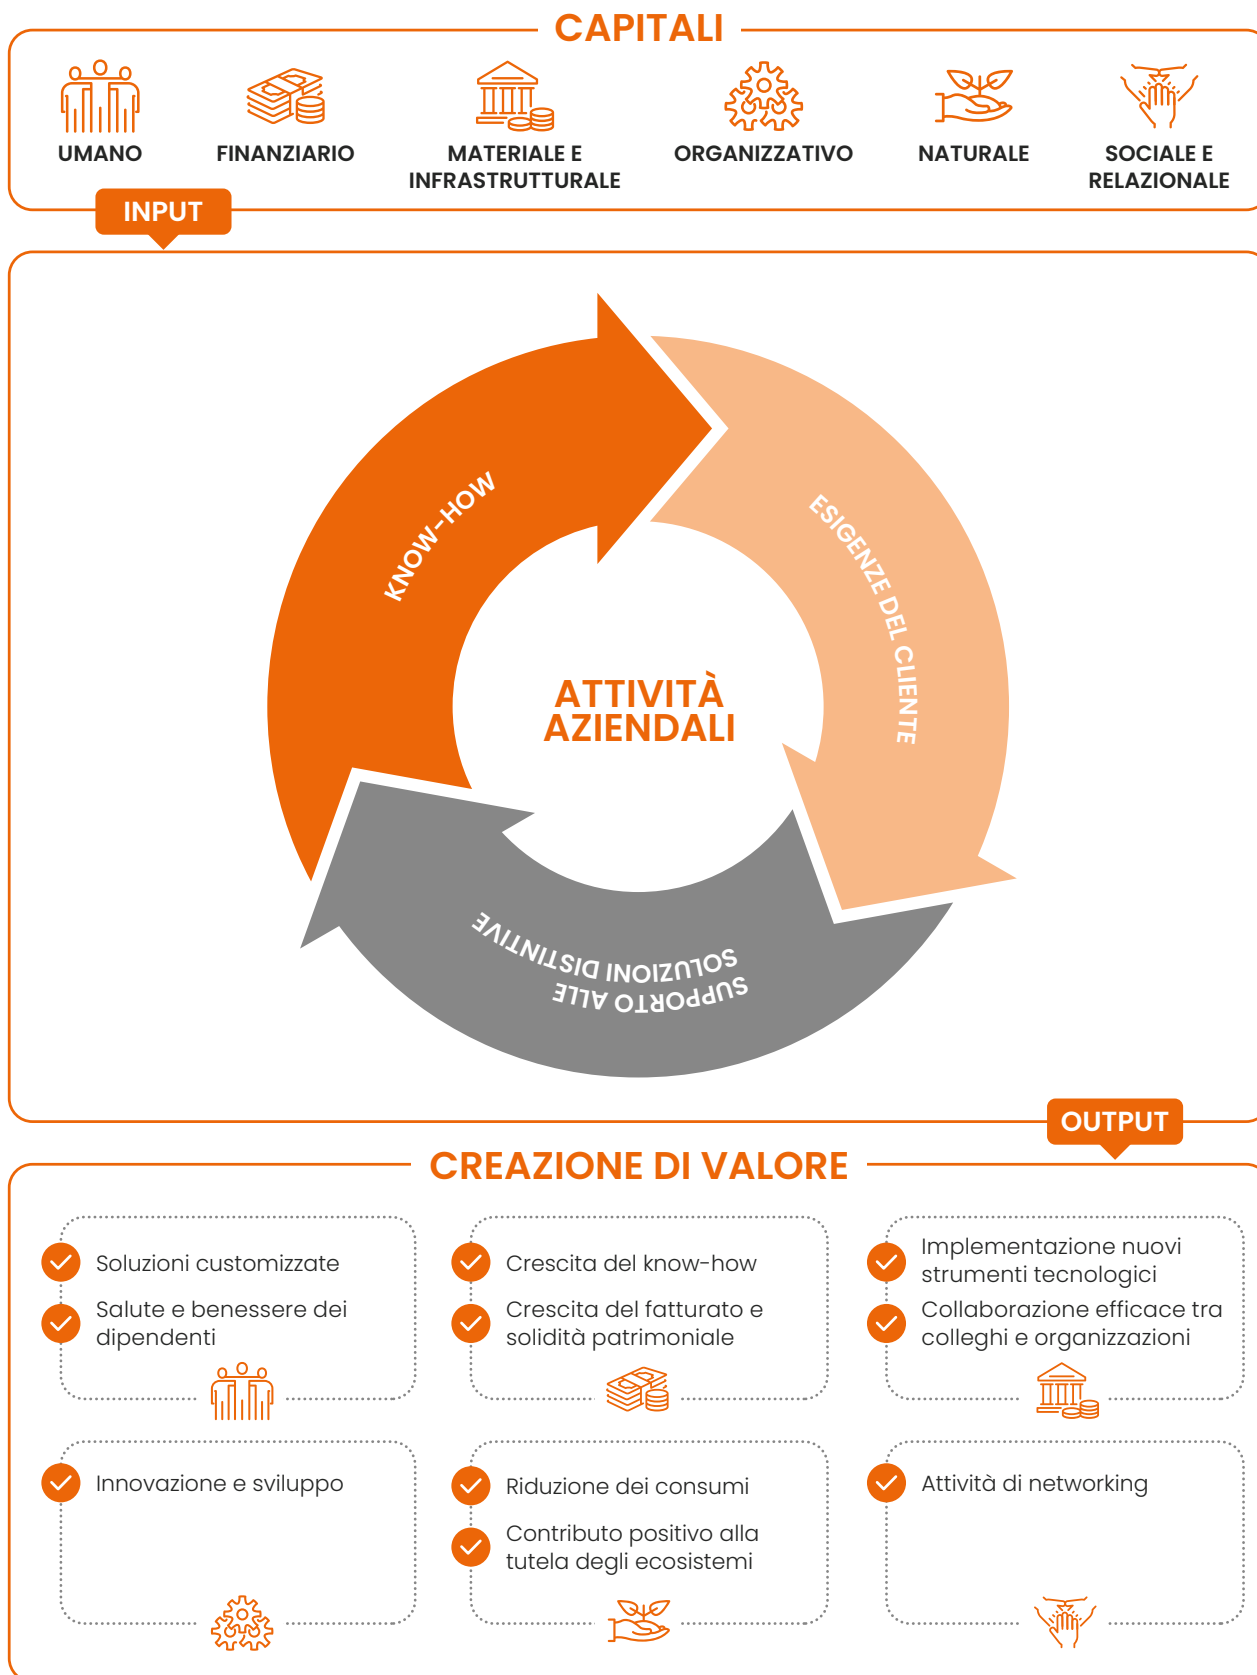 CAPITALI
UMANO
FINANZIARIO
MATERIALE E
INFRASTRUTTURALE
ORGANIZZATIVO
NATURALE
SOCIALE E
RELAZIONALE
INPUT
KNOW-HOW
ESIGENZE DEL CLIENTE
ATTIVITÀ
AZIENDALI
SUPPORTO ALLE
SOLUZIONI DISTINTIVE
OUTPUT
CREAZIONE DI VALORE
Soluzioni customizzate
Salute e benessere dei
dipendenti
Crescita del know-how
Crescita del fatturato e
solidità patrimoniale
Implementazione nuovi
strumenti tecnologici
Collaborazione efficace tra
colleghi e organizzazioni
Innovazione e sviluppo
Riduzione dei consumi
Contributo positivo alla
tutela degli ecosistemi
Attività di networking